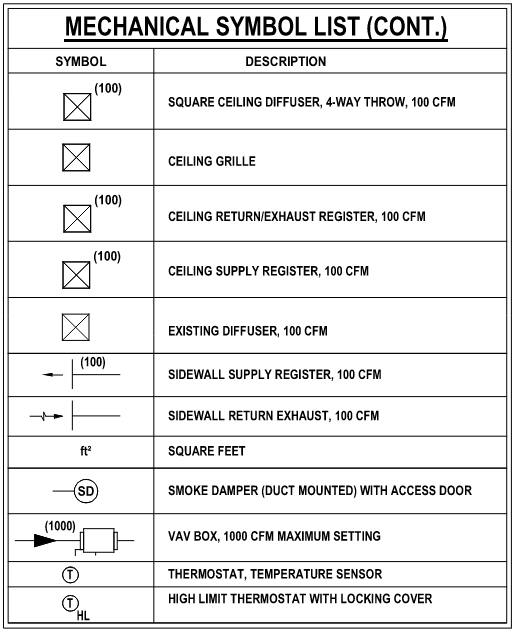 MECHANICAL SYMBOL LIST (CONT.)
SYMBOL DESCRIPTION
(100)
SQUARE CEILING DIFFUSER, 4-WAY THROW, 100 CFM
CEILING GRILLE
(100)
CEILING RETURN/EXHAUST REGISTER, 100 CFM
(100)
CEILING SUPPLY REGISTER, 100 CFM
EXISTING DIFFUSER, 100 CFM
(100)
SIDEWALL SUPPLY REGISTER, 100 CFM
SIDEWALL RETURN EXHAUST, 100 CFM
ft² SQUARE FEET
SD SMOKE DAMPER (DUCT MOUNTED) WITH ACCESS DOOR
(1000)
VAV BOX, 1000 CFM MAXIMUM SETTING
T THERMOSTAT, TEMPERATURE SENSOR
T HIGH LIMIT THERMOSTAT WITH LOCKING COVER
HL